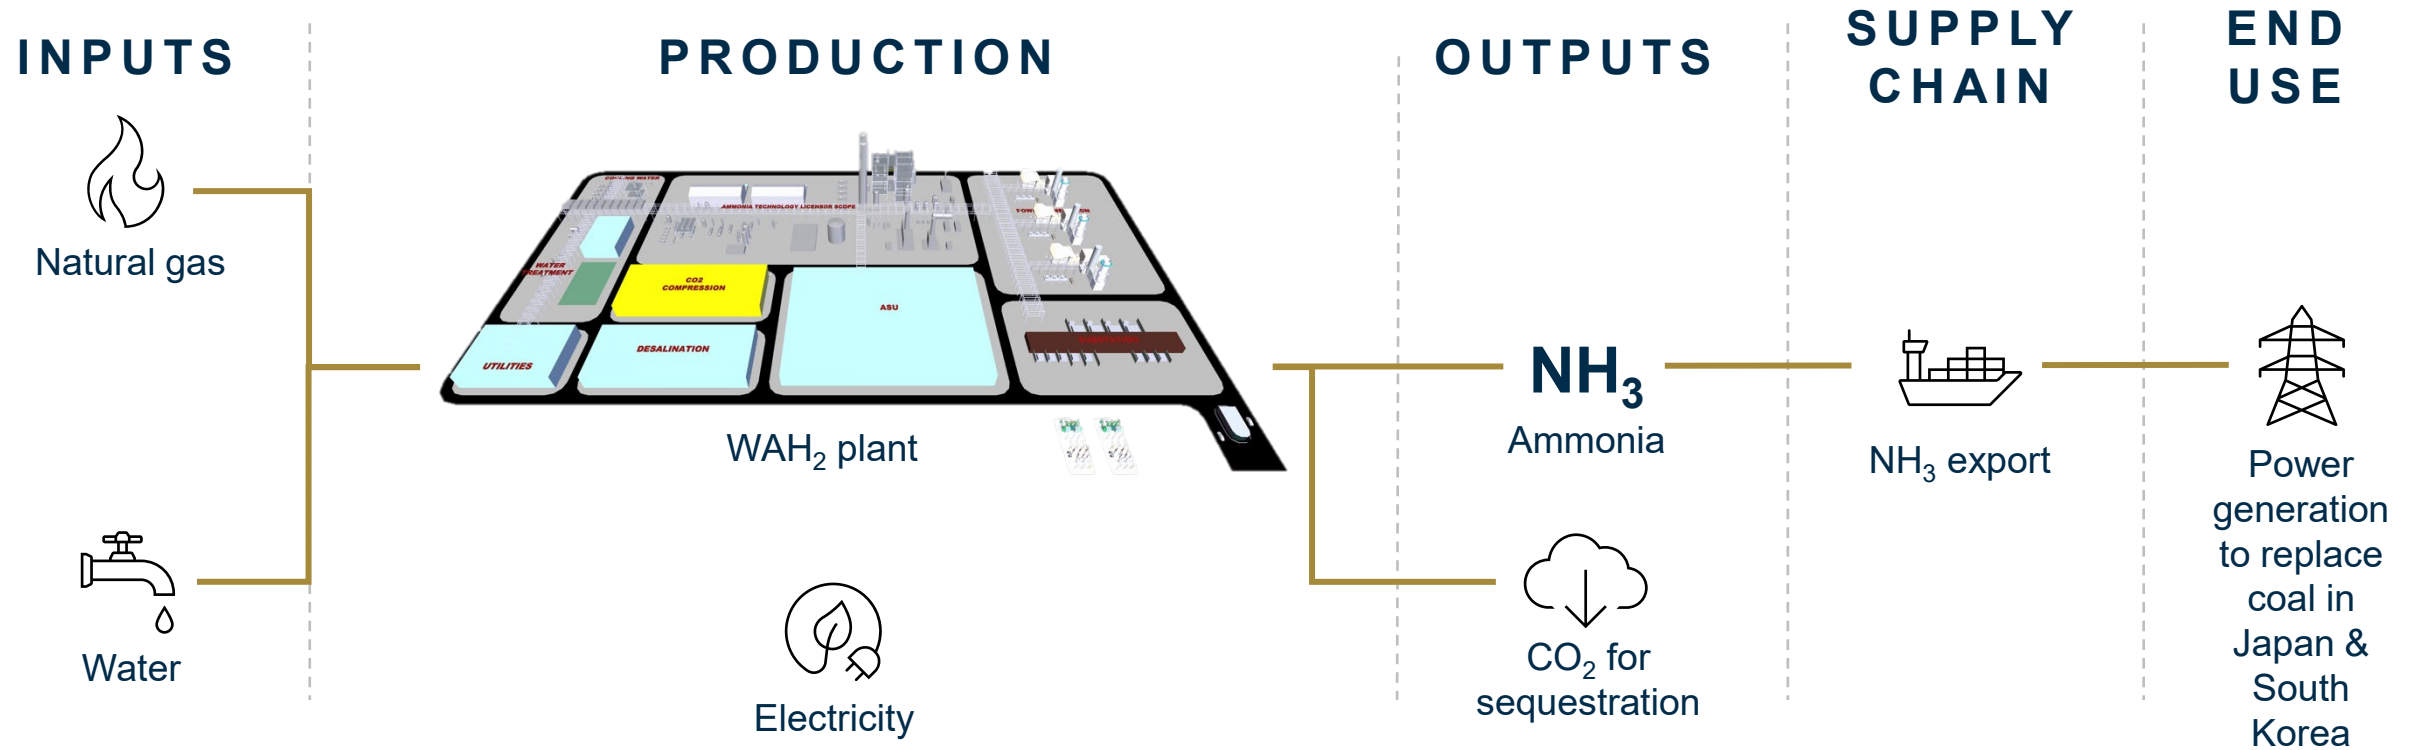 INPUTS
PRODUCTION
OUTPUTS
SUPPLY
CHAIN
END
USE
Natural gas
Water
COOLING WATER
AMMONIA TECHNOLOGY LICENSOR SCOPE
WATER
TREATMENT
CO2
COMPRESSION
ASU
UTILITIES
DESALINATION
WAH₂ plant
Electricity
NH₃
Ammonia
CO₂ for
sequestration
NH₃ export
Power
generation
to replace
coal in
Japan &
South
Korea